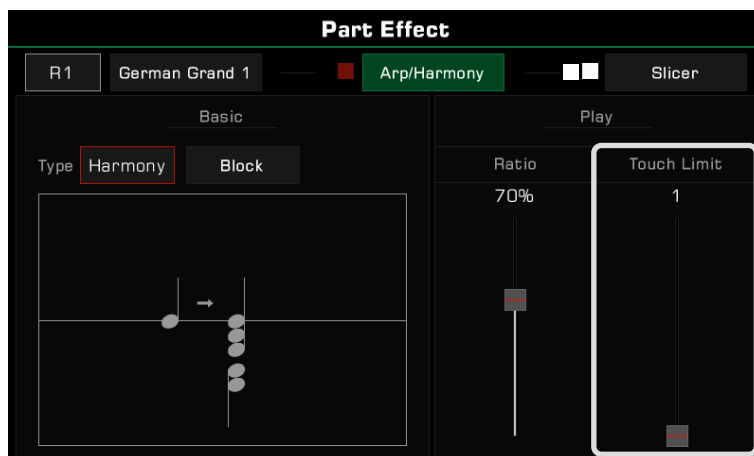 Part Effect
R1 German Grand 1 Arp/Harmony Slicer
Basic Play
Type Harmony Block Ratio Touch Limit
70% 1